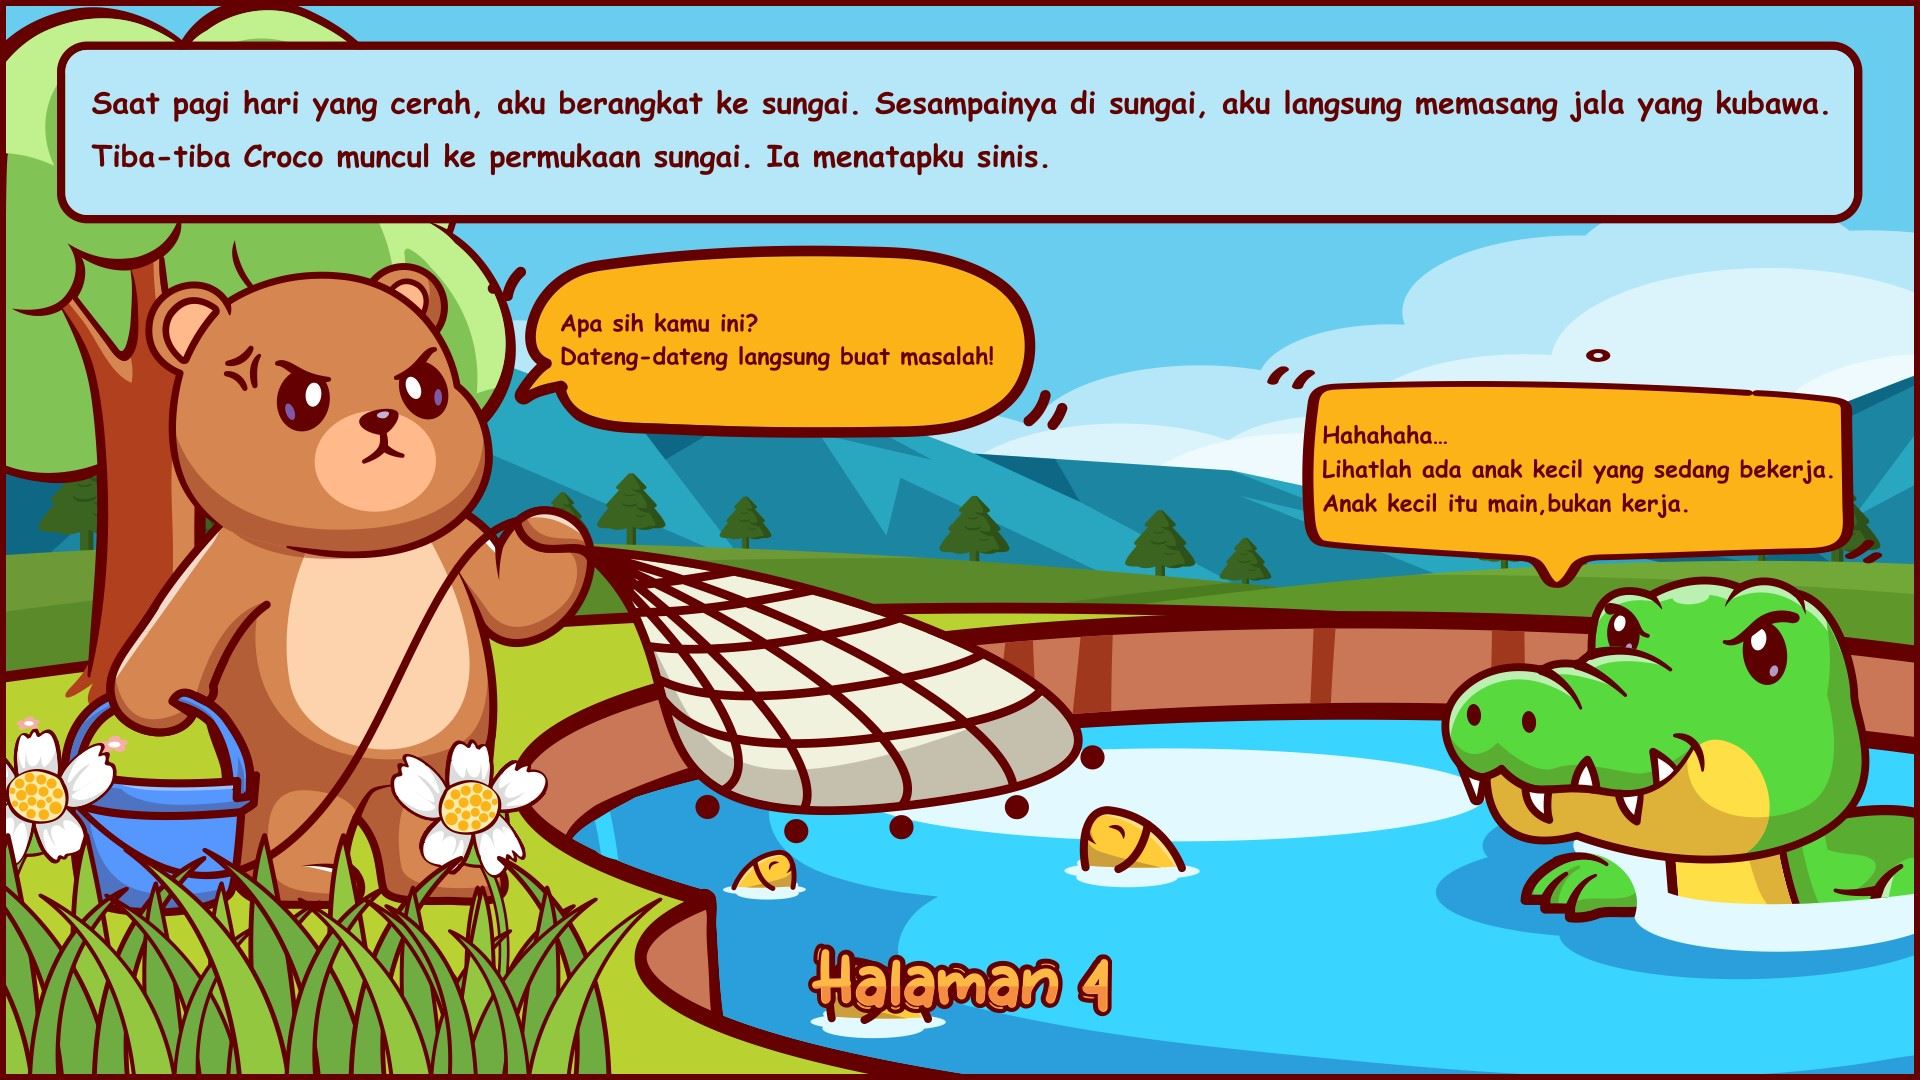 Saat pagi hari yang cerah, aku berangkat ke sungai. Sesampainya di sungai, aku langsung memasang jala yang kubawa.
Tiba-tiba Croco muncul ke permukaan sungai. Ia menatapku sinis.
Apa sih kamu ini?
Dateng-dateng langsung buat masalah!
Hahahaha...
Lihatlah ada anak kecil yang sedang bekerja.
Anak kecil itu main,bukan kerja.
Halaman 4